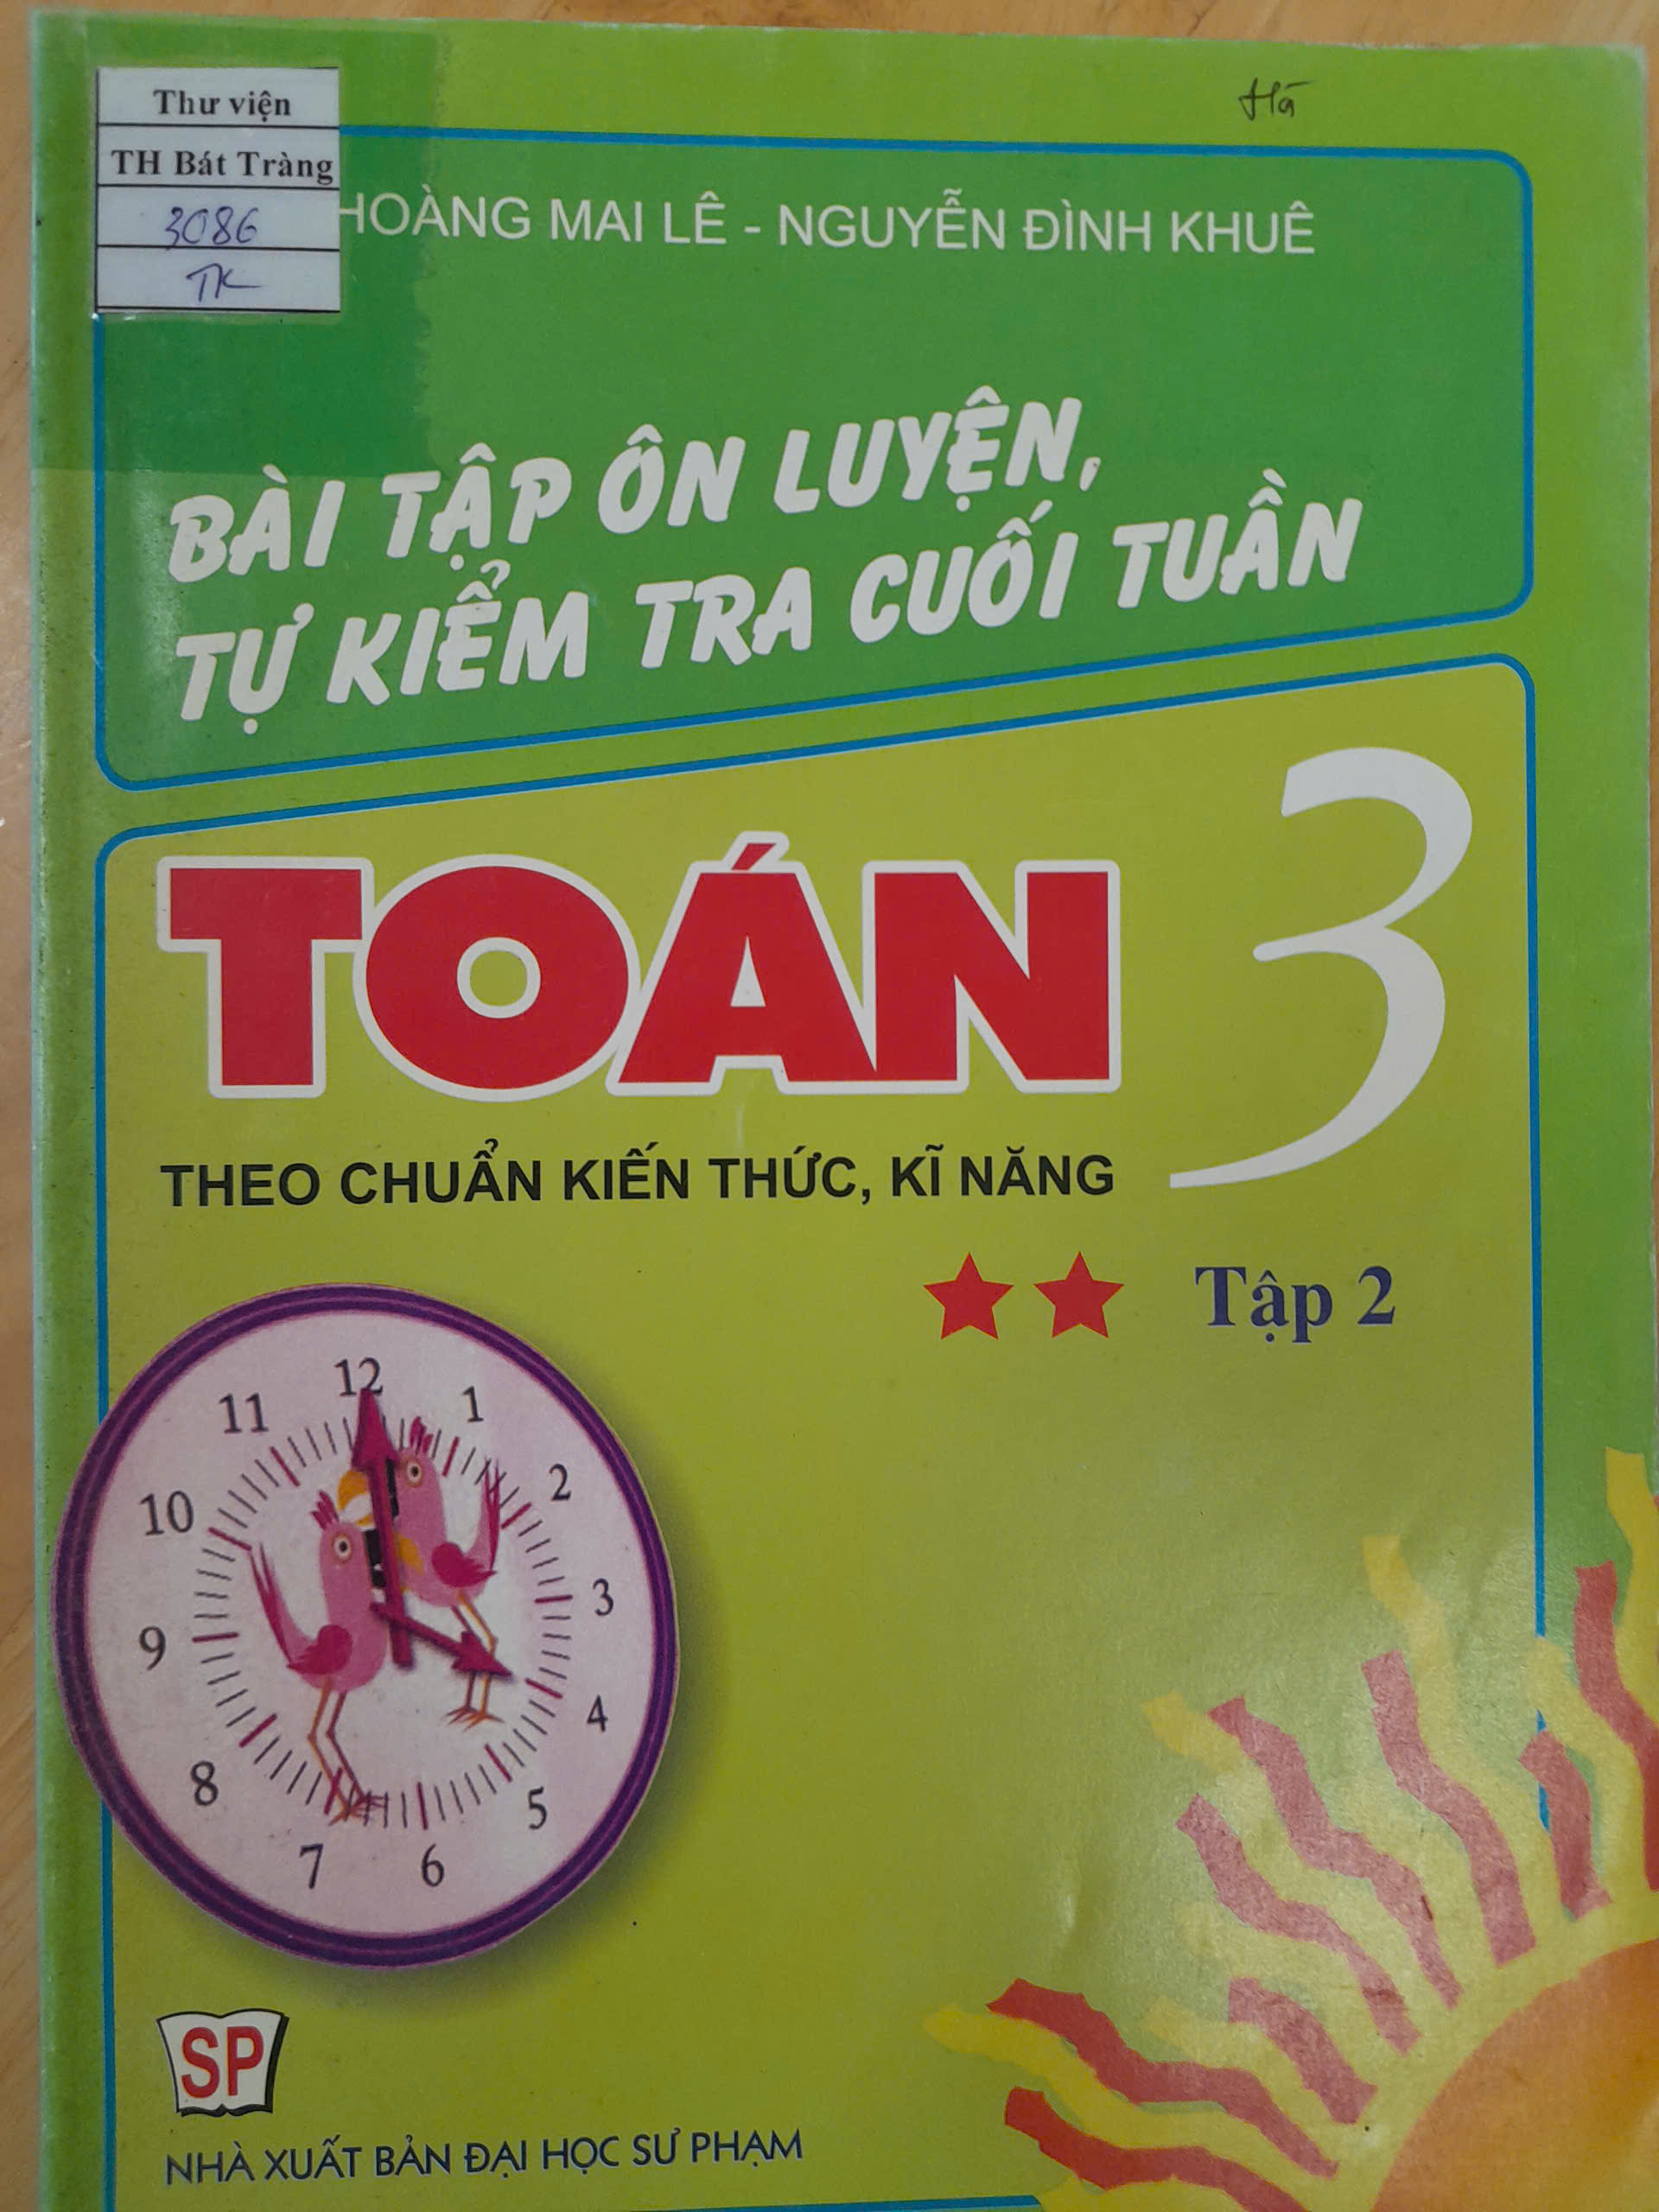 Thư viện
TH Bát Tràng
3086
TK
Hà
HOÀNG MAI LÊ - NGUYỄN ĐÌNH KHUÊ
BÀI TẬP ÔN LUYỆN,
TỰ KIỂM TRA CUỐI TUẦN
TOÁN 3
THEO CHUẨN KIẾN THỨC, KĨ NĂNG
Tập 2
12
11 1
10 2
9 3
8 4
7 6 5
SP
NHÀ XUẤT BẢN ĐẠI HỌC SƯ PHẠM